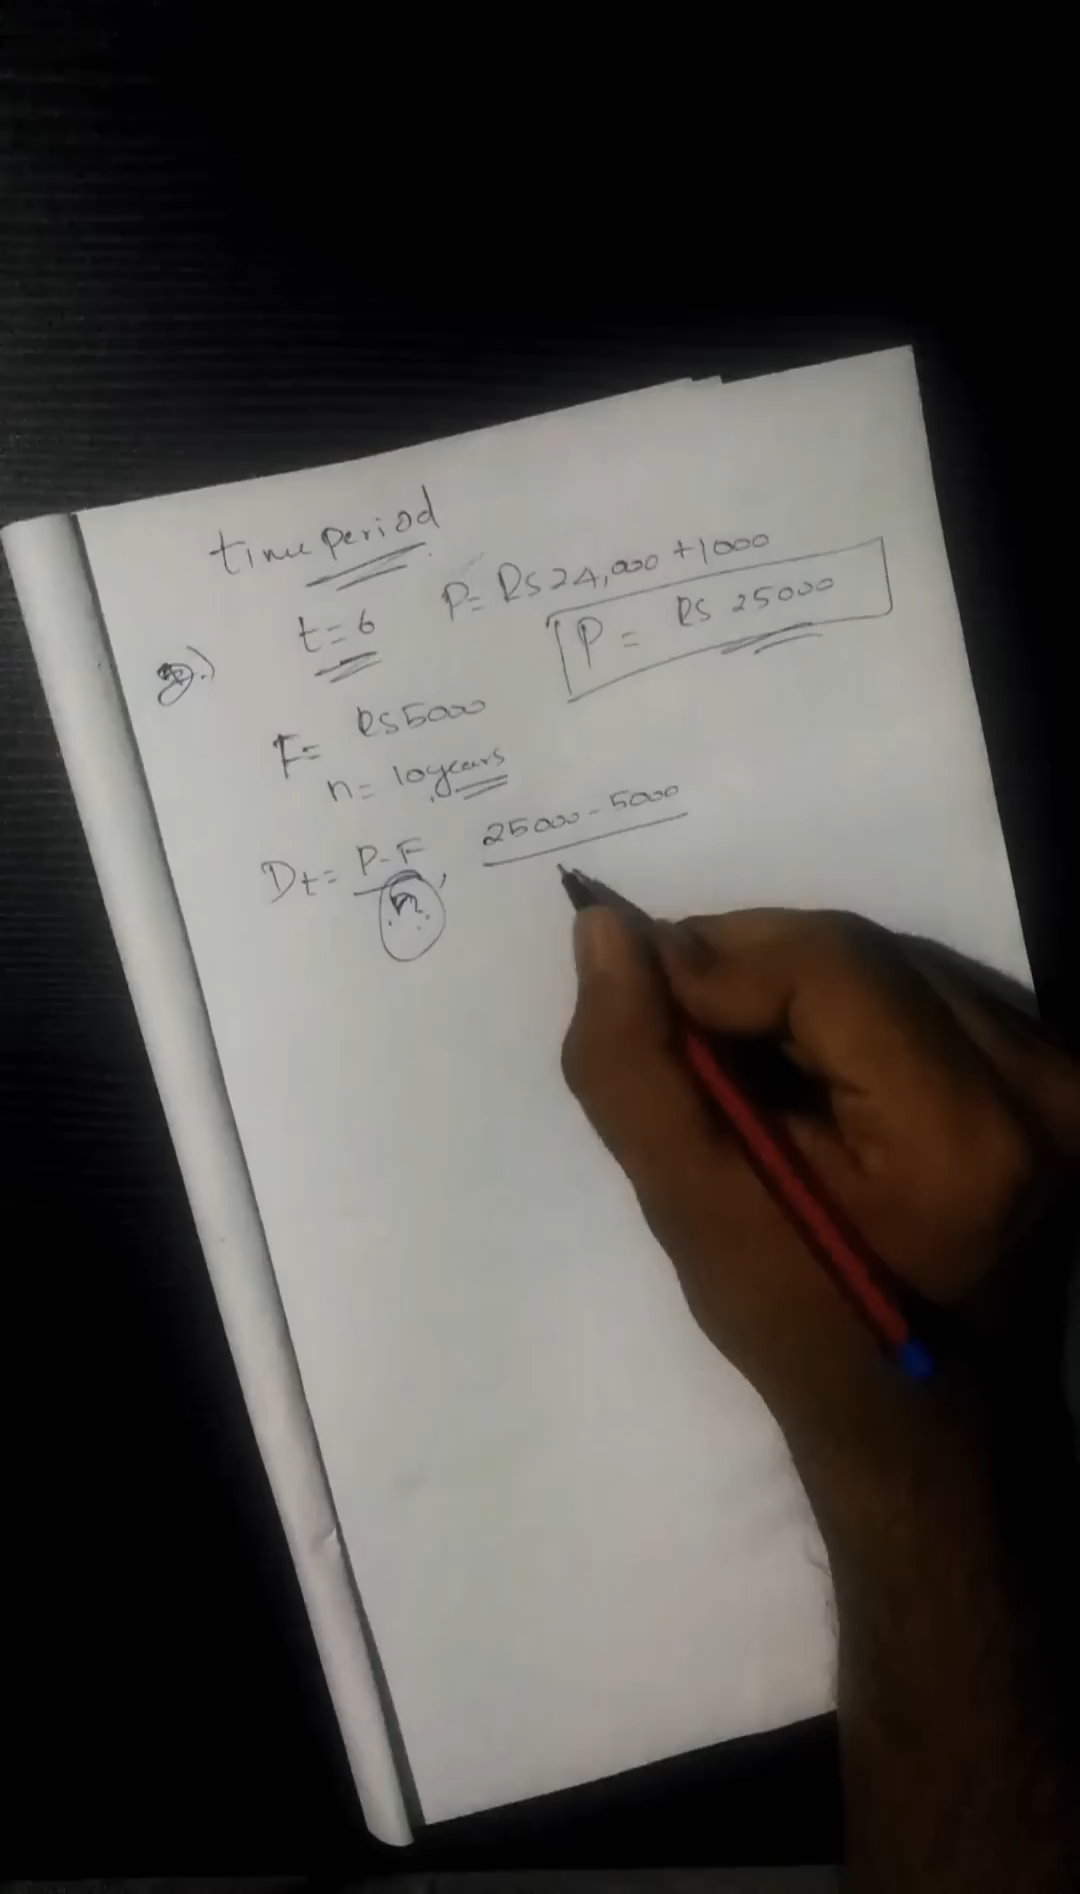 time period
t = 6
P = Rs 24,000 + 1000
P = Rs 25000
F = Rs 5000
n = 10 years
Dt = P-F / n , 25000 - 5000